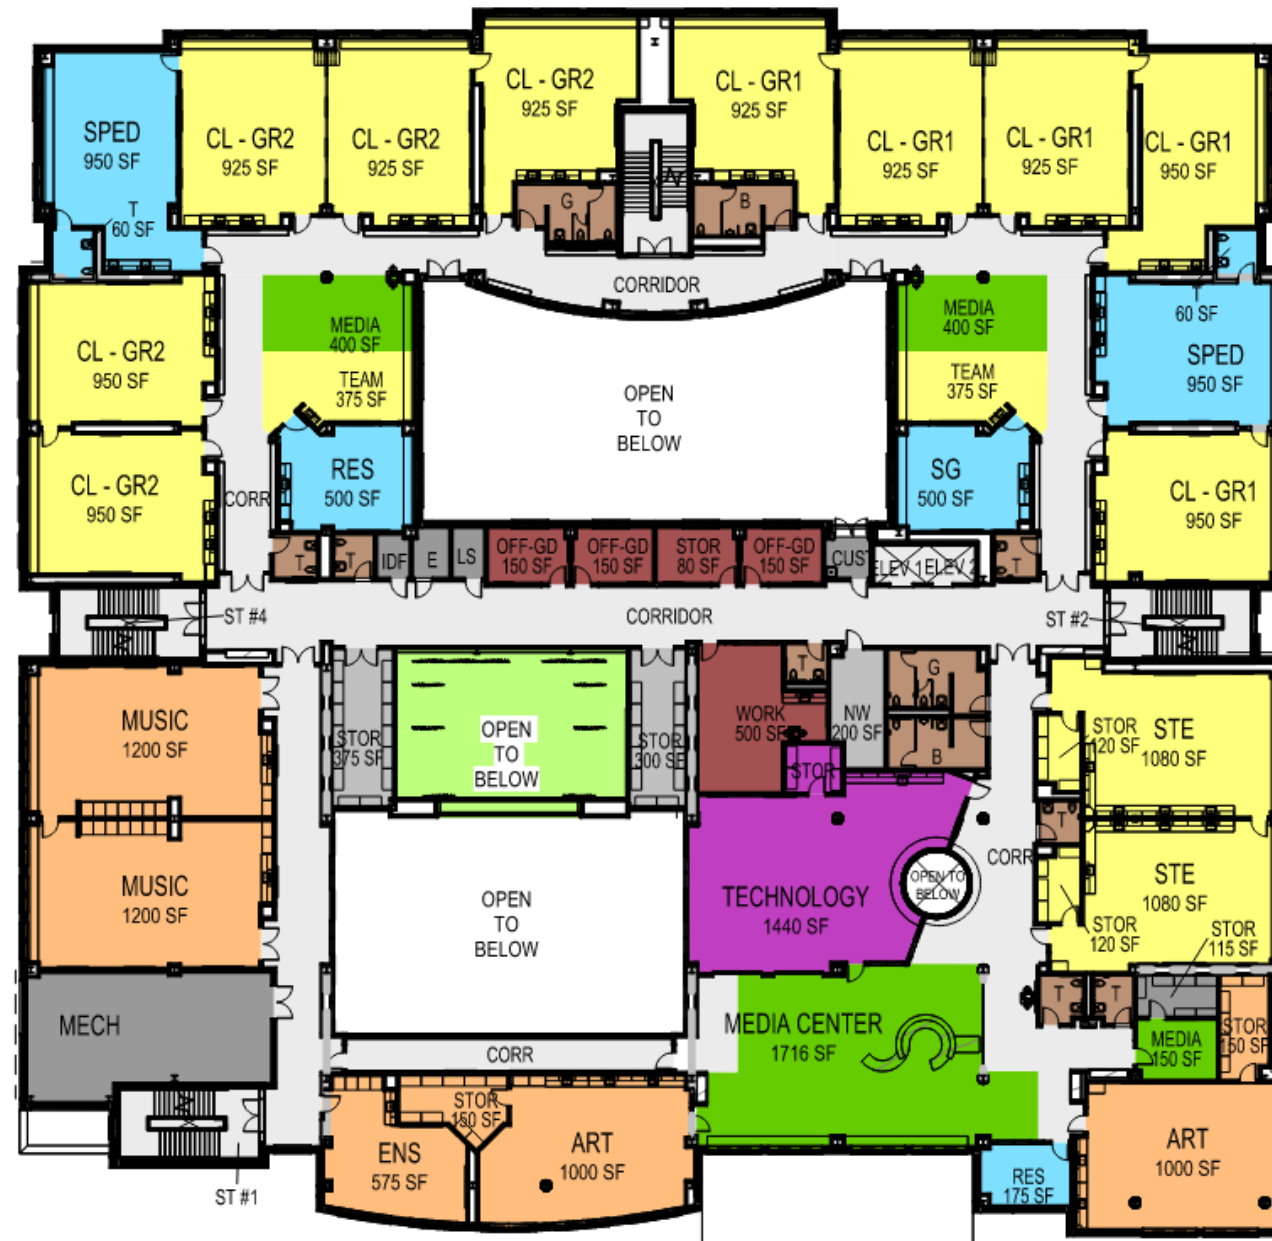 CL - GR2
925 SF
CL - GR1
925 SF
SPED
950 SF
CL - GR2
925 SF
CL - GR2
925 SF
CL - GR1
925 SF
CL - GR1
925 SF
CL - GR1
950 SF
T
60 SF
G
B
CORRIDOR
MEDIA
400 SF
MEDIA
400 SF
60 SF
CL - GR2
950 SF
TEAM
375 SF
OPEN
TO
BELOW
TEAM
375 SF
SPED
950 SF
CL - GR2
950 SF
CORR
RES
500 SF
SG
500 SF
CL - GR1
950 SF
T
T
IDF
E
LS
OFF-GD
150 SF
OFF-GD
150 SF
STOR
80 SF
OFF-GD
150 SF
CUST
ELEV 1
ELEV 2
T
ST #4
CORRIDOR
ST #2
MUSIC
1200 SF
STOR
375 SF
OPEN
TO
BELOW
STOR
300 SF
WORK
500 SF
T
NW
200 SF
G
B
STOR
STOR
120 SF
STE
1080 SF
T
MUSIC
1200 SF
OPEN
TO
BELOW
TECHNOLOGY
1440 SF
OPEN TO
BELOW
CORR
STE
1080 SF
STOR
120 SF
STOR
115 SF
MECH
CORR
MEDIA CENTER
1716 SF
T
T
MEDIA
150 SF
STOR
150 SF
ST #1
ENS
575 SF
STOR
150 SF
ART
1000 SF
RES
175 SF
ART
1000 SF